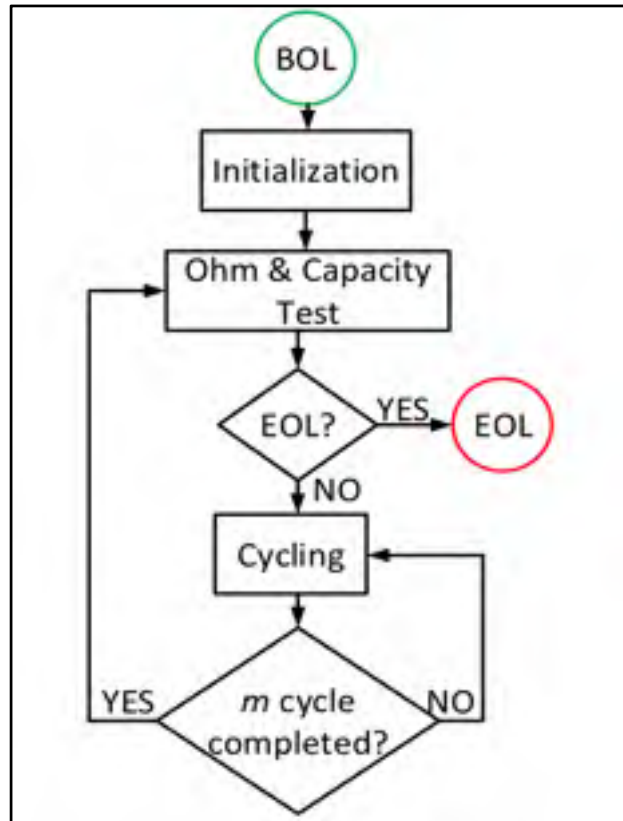 BOL
Initialization
Ohm & Capacity
Test
EOL?
YES
EOL
NO
Cycling
YES
m cycle
completed?
NO